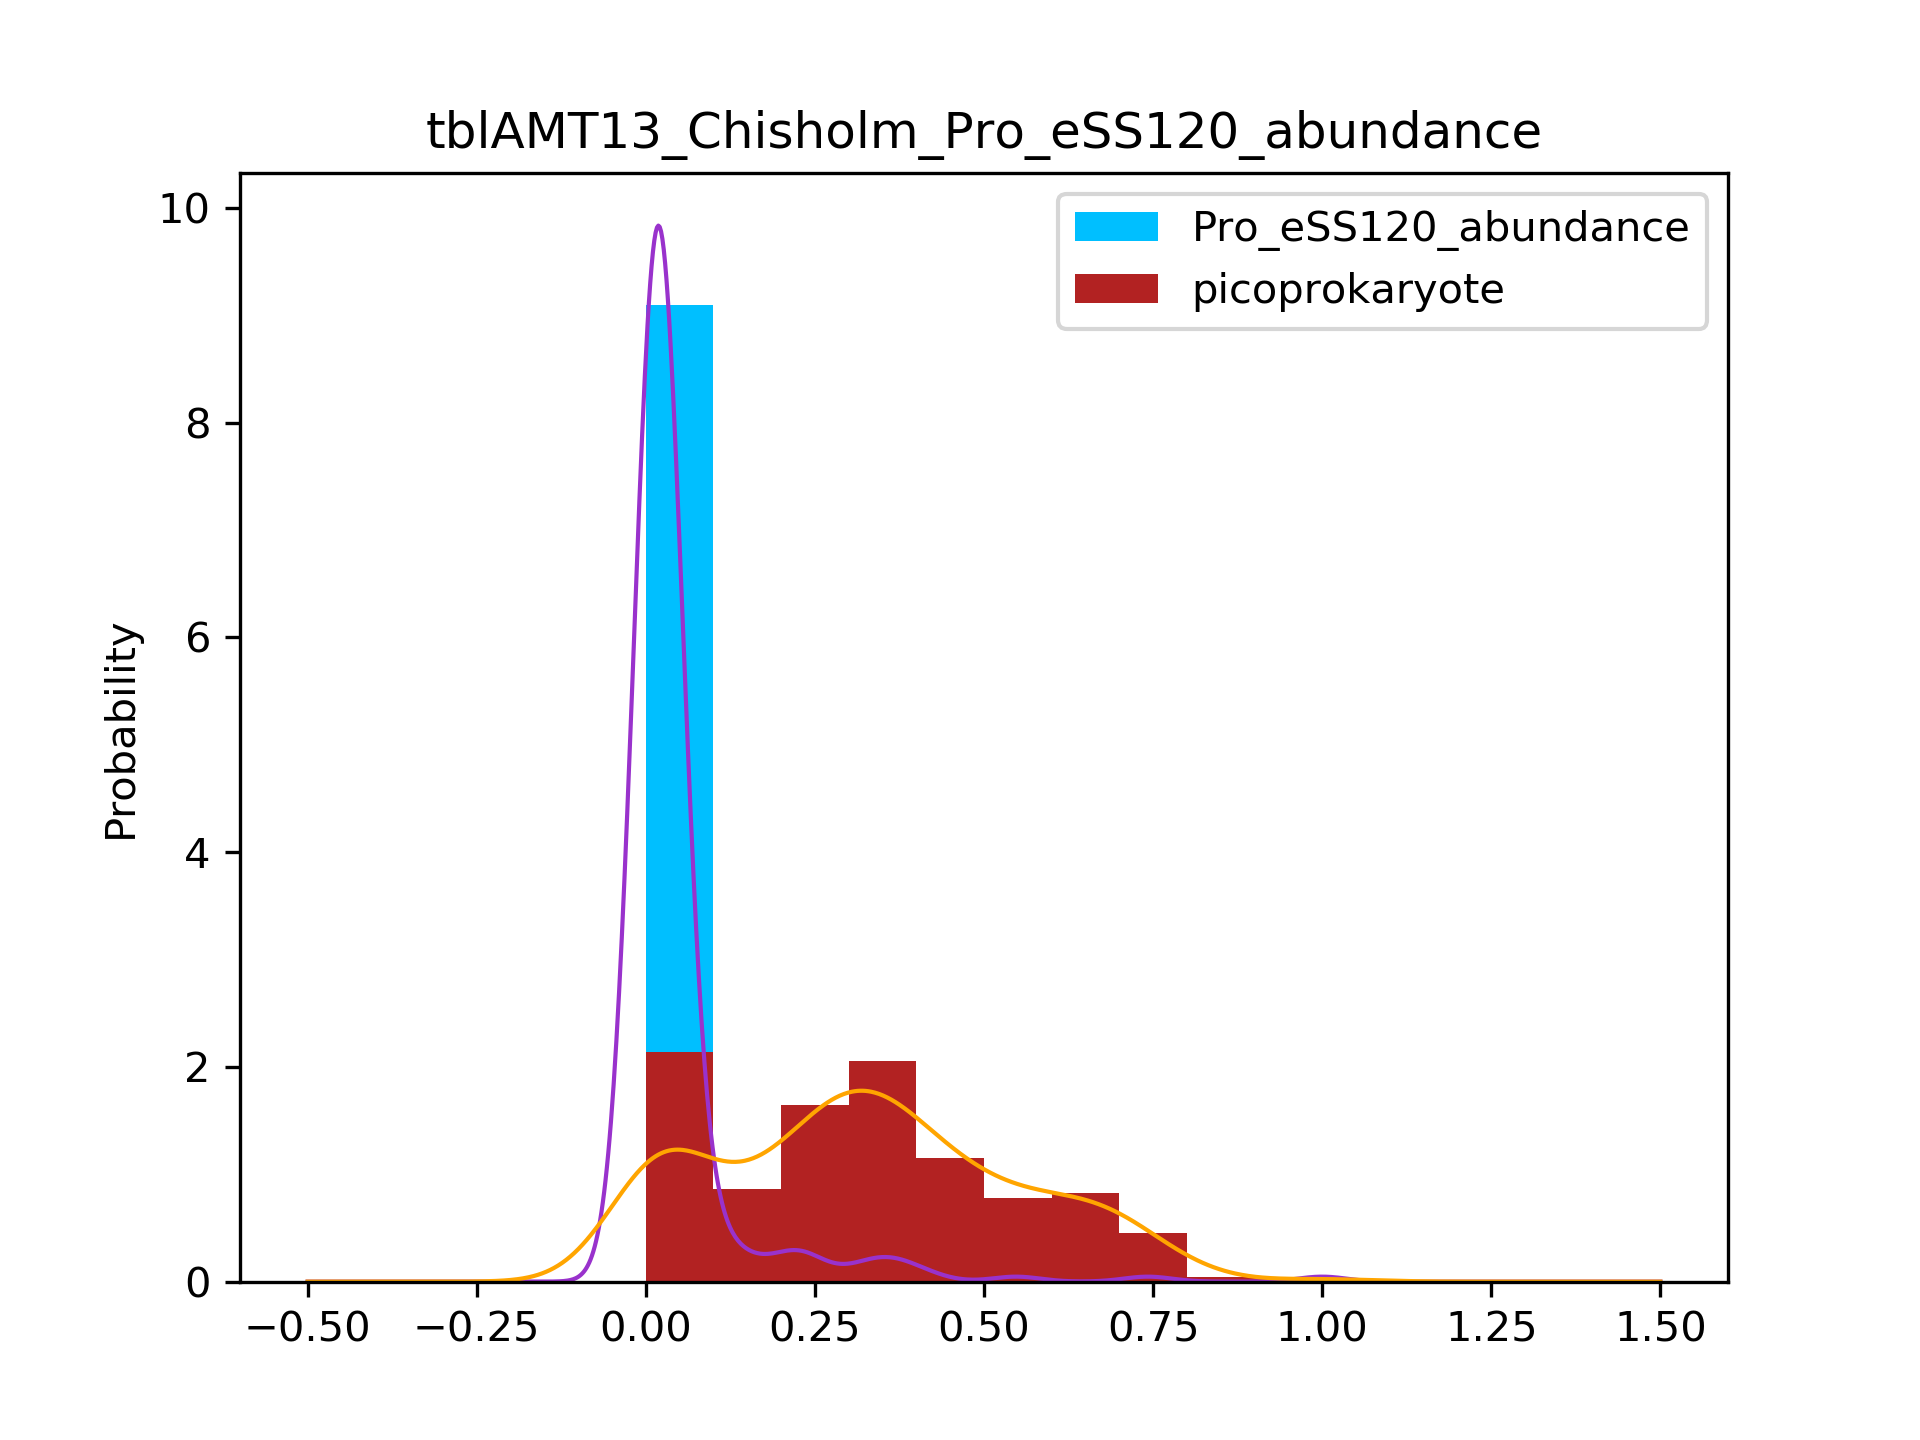 tblAMT13_Chisholm_Pro_eSS120_abundance
Pro_eSS120_abundance
picoprokaryote
Probability
10
8
6
4
2
0
−0.50 −0.25 0.00 0.25 0.50 0.75 1.00 1.25 1.50